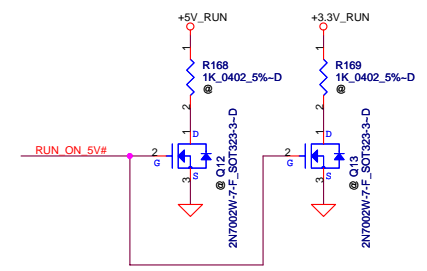 +5V_RUN
+3.3V_RUN
1
1
R168
1K_0402_5%~D
@
R169
1K_0402_5%~D
@
2
2
RUN_ON_5V#
2
G
1
D
S
3
@ Q12
2N7002W-7-F_SOT323-3~D
2
G
1
D
S
3
@ Q13
2N7002W-7-F_SOT323-3~D